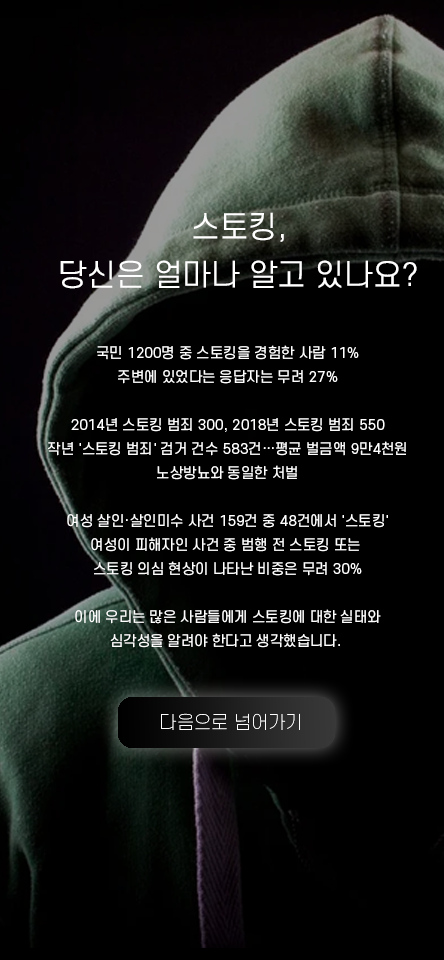 스토킹,
당신은 얼마나 알고 있나요?
국민 1200명 중 스토킹을 경험한 사람 11%
주변에 있었다는 응답자는 무려 27%
2014년 스토킹 범죄 300, 2018년 스토킹 범죄 550
작년 '스토킹 범죄' 검거 건수 583건…평균 벌금액 9만4천원
노상방뇨와 동일한 처벌
여성 살인·살인미수 사건 159건 중 48건에서 '스토킹'
여성이 피해자인 사건 중 범행 전 스토킹 또는
스토킹 의심 현상이 나타난 비중은 무려 30%
이에 우리는 많은 사람들에게 스토킹에 대한 실태와
심각성을 알려야 한다고 생각했습니다.
다음으로 넘어가기